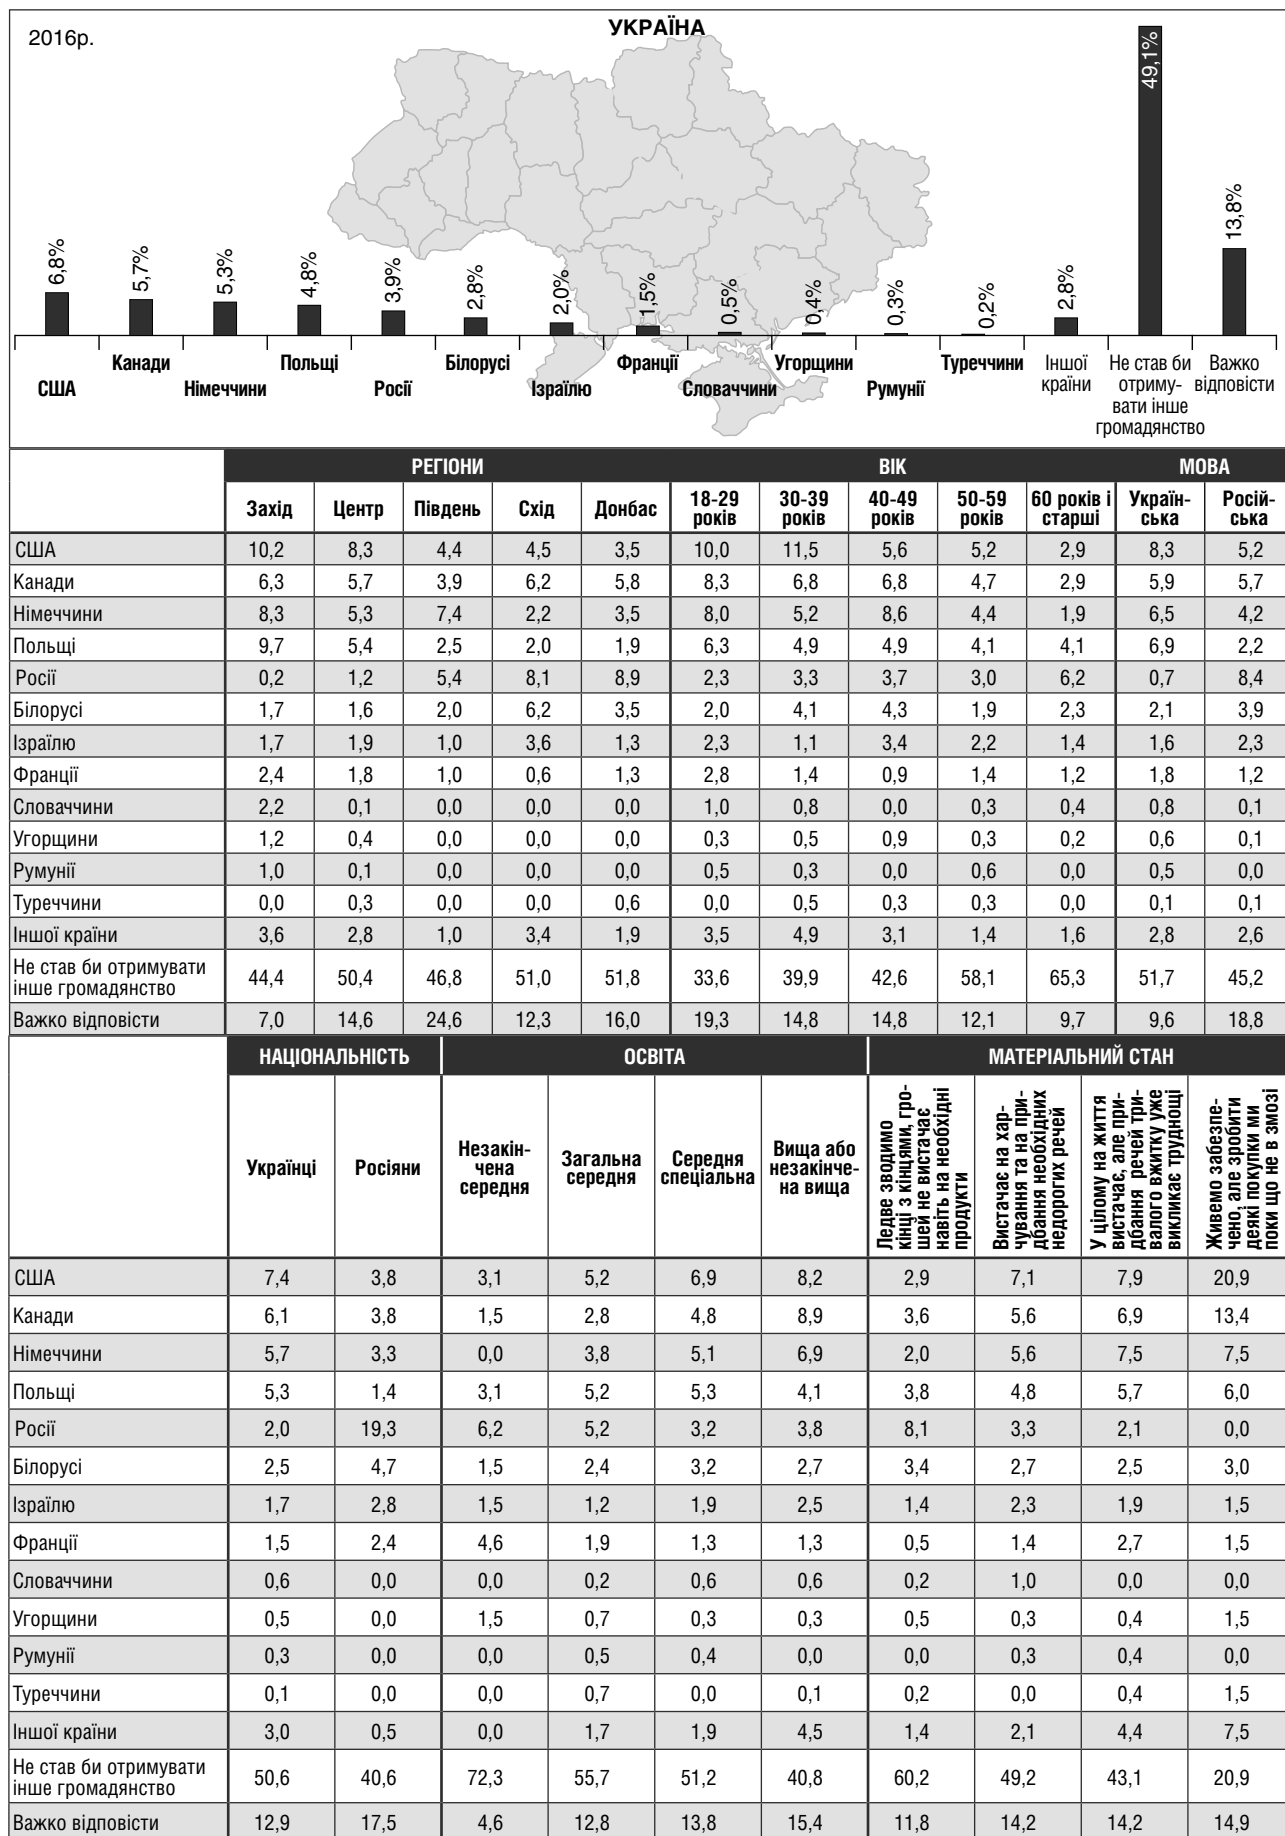 2016р.
УКРАЇНА
6,8%
5,7%
5,3%
4,8%
3,9%
2,8%
2,0%
1,5%
0,5%
0,4%
0,3%
0,2%
2,8%
49,1%
13,8%
США
Канади
Німеччини
Польщі
Росії
Білорусі
Ізраїлю
Франції
Словаччини
Угорщини
Румунії
Туреччини
Іншої
країни
Не став би
отриму-
вати інше
громадянство
Важко
відповісти
РЕГІОНИ ВІК МОВА
Захід Центр Південь Схід Донбас 18-29 років 30-39 років 40-49 років 50-59 років 60 років і старші Україн-ська Росій-ська
США 10,2 8,3 4,4 4,5 3,5 10,0 11,5 5,6 5,2 2,9 8,3 5,2
Канади 6,3 5,7 3,9 6,2 5,8 8,3 6,8 6,8 4,7 2,9 5,9 5,7
Німеччини 8,3 5,3 7,4 2,2 3,5 8,0 5,2 8,6 4,4 1,9 6,5 4,2
Польщі 9,7 5,4 2,5 2,0 1,9 6,3 4,9 4,9 4,1 4,1 6,9 2,2
Росії 0,2 1,2 5,4 8,1 8,9 2,3 3,3 3,7 3,0 6,2 0,7 8,4
Білорусі 1,7 1,6 2,0 6,2 3,5 2,0 4,1 4,3 1,9 2,3 2,1 3,9
Ізраїлю 1,7 1,9 1,0 3,6 1,3 2,3 1,1 3,4 2,2 1,4 1,6 2,3
Франції 2,4 1,8 1,0 0,6 1,3 2,8 1,4 0,9 1,4 1,2 1,8 1,2
Словаччини 2,2 0,1 0,0 0,0 0,0 1,0 0,8 0,0 0,3 0,4 0,8 0,1
Угорщини 1,2 0,4 0,0 0,0 0,0 0,3 0,5 0,9 0,3 0,2 0,6 0,1
Румунії 1,0 0,1 0,0 0,0 0,0 0,5 0,3 0,0 0,6 0,0 0,5 0,0
Туреччини 0,0 0,3 0,0 0,0 0,6 0,0 0,5 0,3 0,3 0,0 0,1 0,1
Іншої країни 3,6 2,8 1,0 3,4 1,9 3,5 4,9 3,1 1,4 1,6 2,8 2,6
Не став би отримувати
інше громадянство 44,4 50,4 46,8 51,0 51,8 33,6 39,9 42,6 58,1 65,3 51,7 45,2
Важко відповісти 7,0 14,6 24,6 12,3 16,0 19,3 14,8 14,8 12,1 9,7 9,6 18,8
НАЦІОНАЛЬНІСТЬ ОСВІТА МАТЕРІАЛЬНИЙ СТАН
Українці
Росіяни
Незакін-
чена
середня
Загальна
середня
Середня
спеціальна
Вища або
незакінче-
на вища
Ледве зводимо
кінці з кінцями, гро-
шей не вистачає
навіть на необхідні
продукти
Вистачає на хар-
чування та на при-
дбання необхідних
недорогих речей
У цілому на життя
вистачає, але при-
дбання речей три-
валого вжитку уже
викликає труднощі
Живемо забезпе-
чено, але зробити
деякі покупки ми
поки що не в змозі
США 7,4 3,8 3,1 5,2 6,9 8,2 2,9 7,1 7,9 20,9
Канади 6,1 3,8 1,5 2,8 4,8 8,9 3,6 5,6 6,9 13,4
Німеччини 5,7 3,3 0,0 3,8 5,1 6,9 2,0 5,6 7,5 7,5
Польщі 5,3 1,4 3,1 5,2 5,3 4,1 3,8 4,8 5,7 6,0
Росії 2,0 19,3 6,2 5,2 3,2 3,8 8,1 3,3 2,1 0,0
Білорусі 2,5 4,7 1,5 2,4 3,2 2,7 3,4 2,7 2,5 3,0
Ізраїлю 1,7 2,8 1,5 1,2 1,9 2,5 1,4 2,3 1,9 1,5
Франції 1,5 2,4 4,6 1,9 1,3 1,3 0,5 1,4 2,7 1,5
Словаччини 0,6 0,0 0,0 0,2 0,6 0,6 0,2 1,0 0,0 0,0
Угорщини 0,5 0,0 1,5 0,7 0,3 0,3 0,5 0,3 0,4 1,5
Румунії 0,3 0,0 0,0 0,5 0,4 0,0 0,0 0,3 0,4 0,0
Туреччини 0,1 0,0 0,0 0,7 0,0 0,1 0,2 0,0 0,4 1,5
Іншої країни 3,0 0,5 0,0 1,7 1,9 4,5 1,4 2,1 4,4 7,5
Не став би отримувати
інше громадянство 50,6 40,6 72,3 55,7 51,2 40,8 60,2 49,2 43,1 20,9
Важко відповісти 12,9 17,5 4,6 12,8 13,8 15,4 11,8 14,2 14,2 14,9